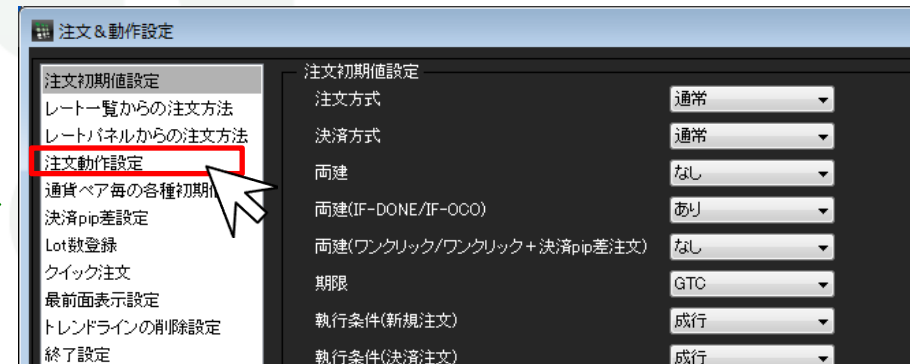 注文&動作設定
注文初期値設定
レート一覧からの注文方法
レートパネルからの注文方法
注文動作設定
通貨ペア毎の各種初期
決済pip差設定
Lot数登録
クイック注文
最前面表示設定
トレンドラインの削除設定
終了設定
注文初期値設定
注文方式 通常
決済方式 通常
両建 なし
両建(IF-DONE/IF-OCO) あり
両建(ワンクリック/ワンクリック+決済pip差注文) なし
期限 GTC
執行条件(新規注文) 成行
執行条件(決済注文) 成行